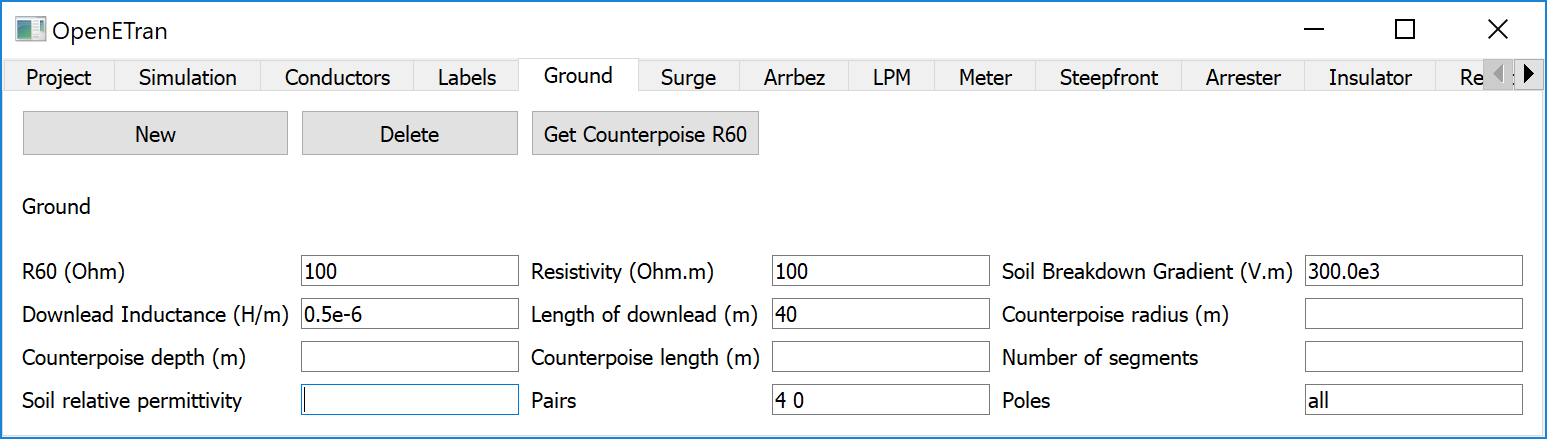 OpenETran
Project Simulation Conductors Labels Ground Surge Arrbez LPM Meter Steepfront Arrester Insulator
New Delete Get Counterpoise R60
Ground
R60 (Ohm) 100 Resistivity (Ohm.m) 100 Soil Breakdown Gradient (V.m) 300.0e3
Downlead Inductance (H/m) 0.5e-6 Length of downlead (m) 40 Counterpoise radius (m)
Counterpoise depth (m) Counterpoise length (m) Number of segments
Soil relative permittivity Pairs 4 0 Poles all